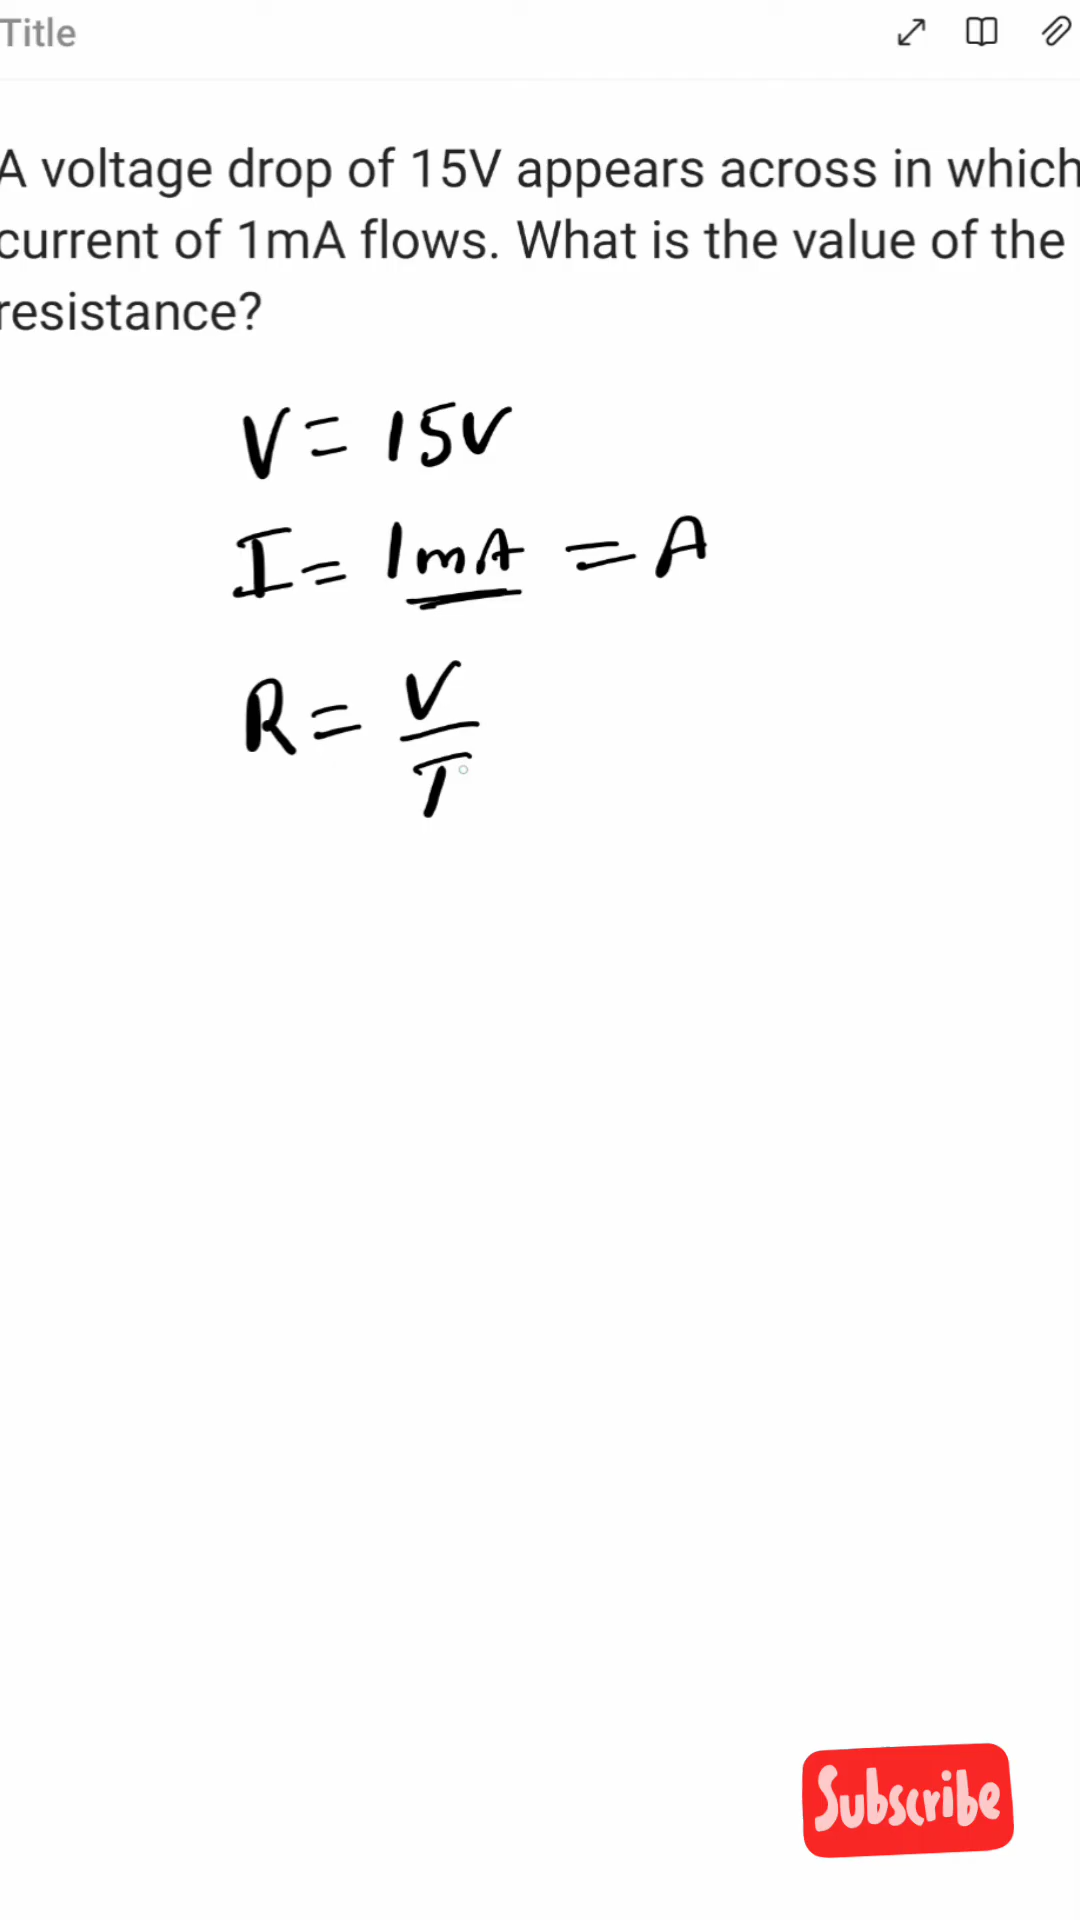 Title
A voltage drop of 15V appears across in which
current of 1mA flows. What is the value of the
resistance?
V = 15V
I = 1mA = A
R = V
I
Subscribe